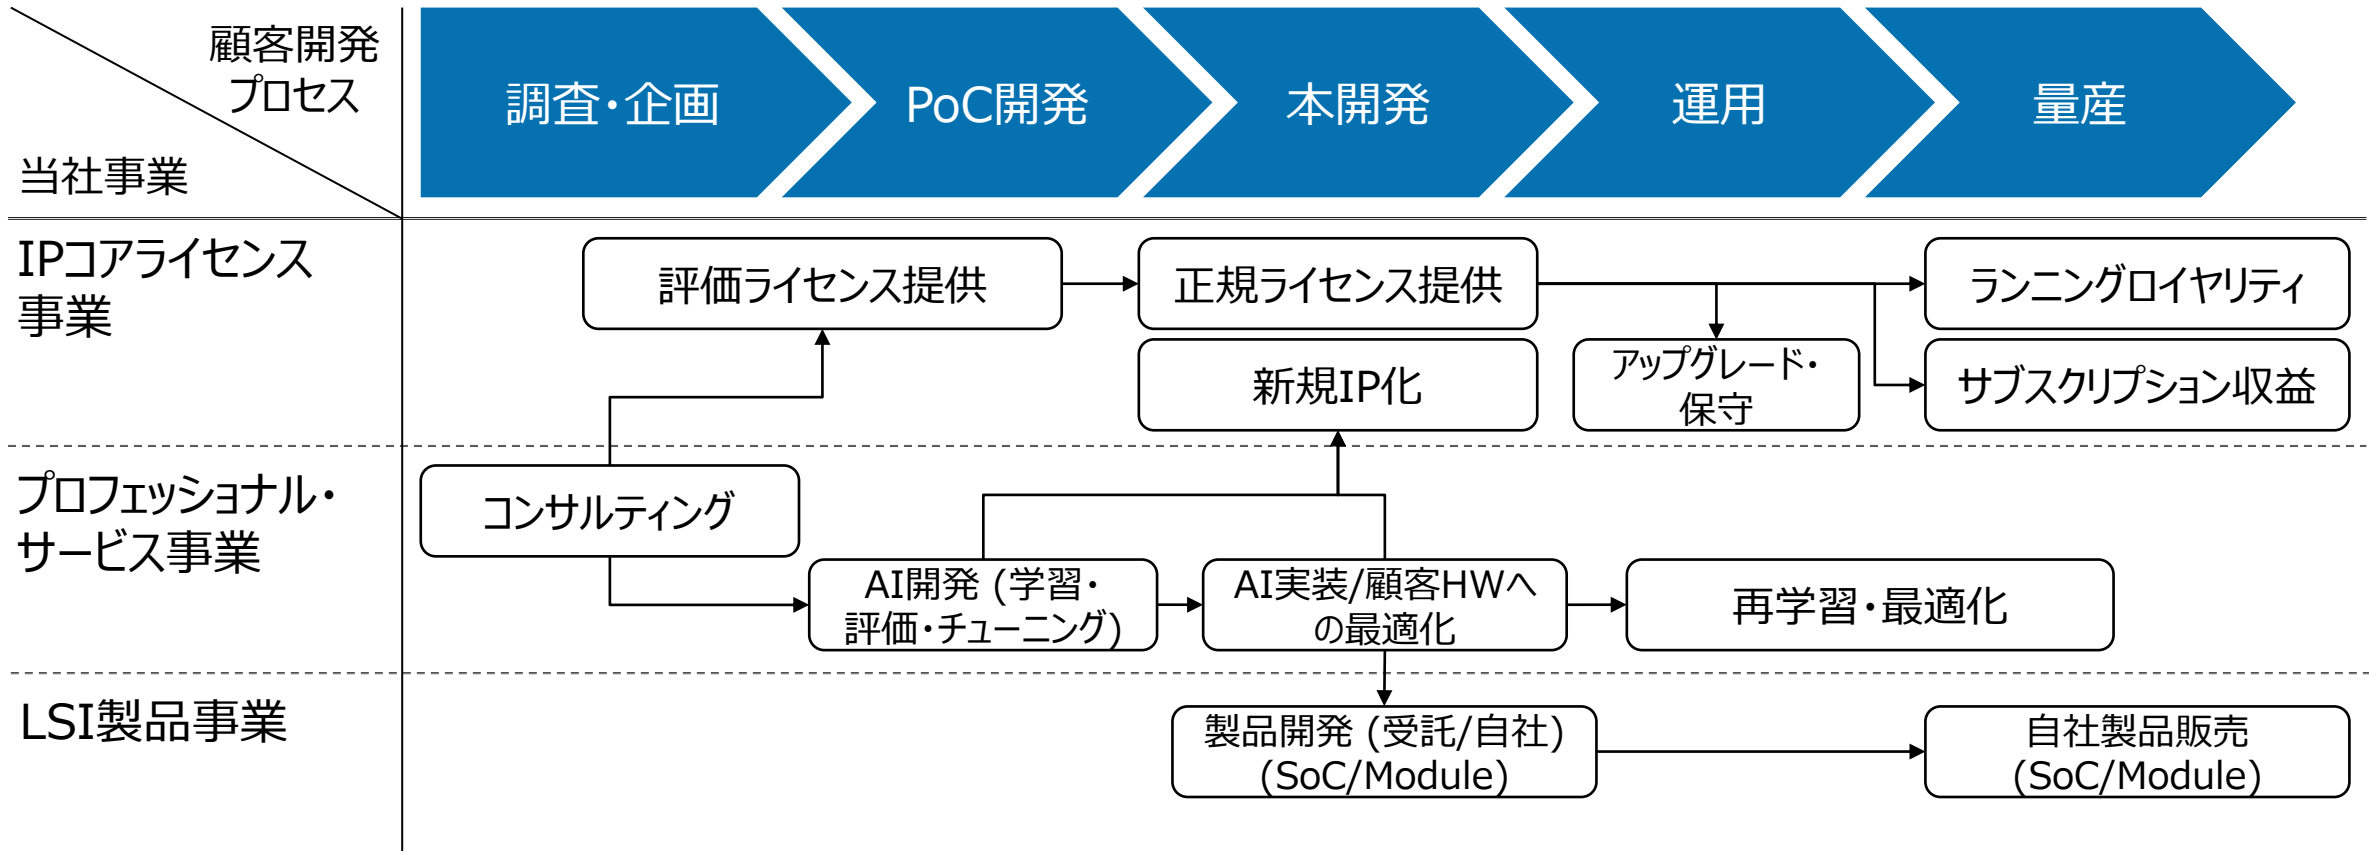 顧客開発
プロセス
当社事業
調査・企画
PoC開発
本開発
運用
量産
IPコアライセンス
事業
評価ライセンス提供
正規ライセンス提供
ランニングロイヤリティ
新規IP化
アップグレード・
保守
サブスクリプション収益
プロフェッショナル・
サービス事業
コンサルティング
AI開発 (学習・
評価・チューニング)
AI実装/顧客HWへ
の最適化
再学習・最適化
LSI製品事業
製品開発 (受託/自社)
(SoC/Module)
自社製品販売
(SoC/Module)